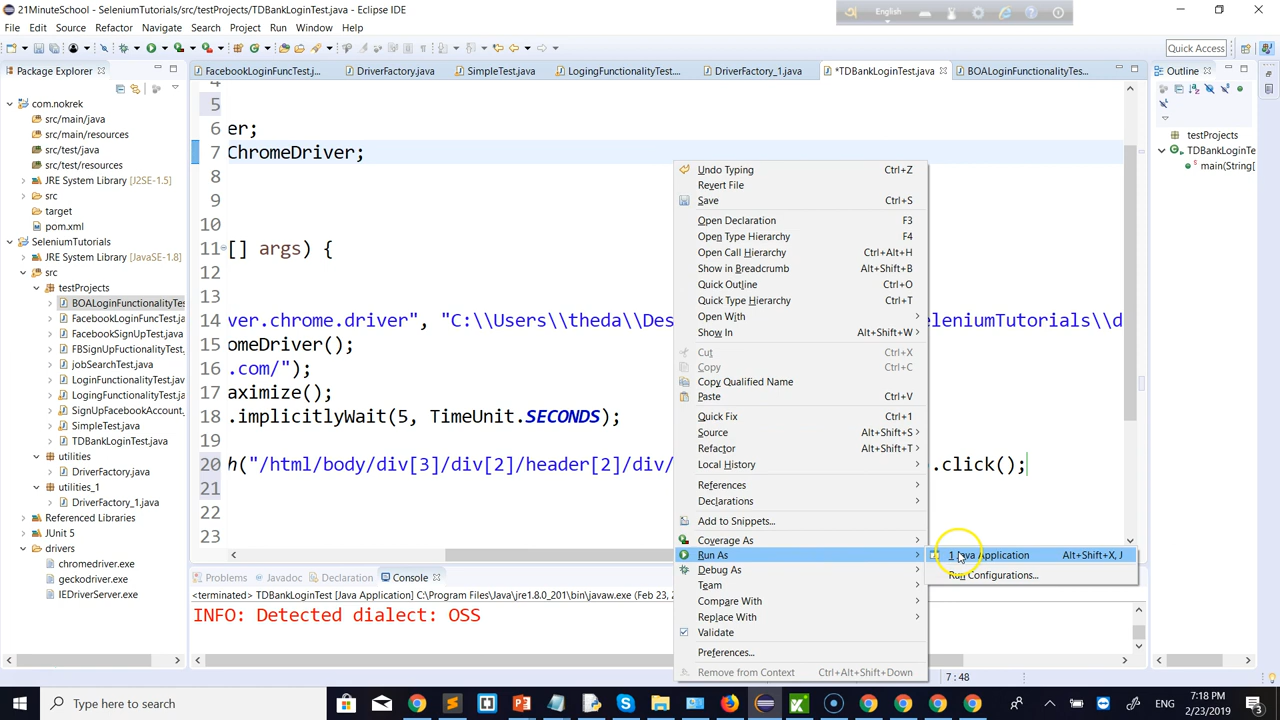 21MinuteSchool - SeleniumTutorials/src/testProjects/TDBankLoginTest.java - Eclipse IDE
English
File Edit Source Refactor Navigate Search Project Run Window Help
Quick Access
Package Explorer
FacebookLoginFuncTest.j... DriverFactory.java SimpleTest.java LogingFunctionalityTest.... DriverFactory_1.java *TDBankLoginTest.java BOALoginFunctionalityTes...
Outline
com.nokrek
src/main/java
src/main/resources
src/test/java
src/test/resources
JRE System Library [J2SE-1.5]
src
target
pom.xml
SeleniumTutorials
JRE System Library [JavaSE-1.8]
src
testProjects
BOALoginFunctionalityTes
FacebookLoginFuncTest.j
FacebookSignUpTest.java
FBSignUpFuctionalityTest.
jobSearchTest.java
LoginFunctionalityTest.jav
LogingFunctionalityTest.j
SignUpFacebookAccount_
SimpleTest.java
TDBankLoginTest.java
utilities
DriverFactory.java
utilities_1
DriverFactory_1.java
Referenced Libraries
JUnit 5
drivers
chromedriver.exe
geckodriver.exe
IEDriverServer.exe
4
5
6 er;
7 ChromeDriver;
8
9
10
11 [] args) {
12
13
14 ver.chrome.driver", "C:\\Users\\theda\\Des eleniumTutorials\\d
15 omeDriver();
16 .com/");
17 aximize();
18 .implicitlyWait(5, TimeUnit.SECONDS);
19
20 h("/html/body/div[3]/div[2]/header[2]/div/ .click();
21
22
23
Undo Typing Ctrl+Z
Revert File
Save Ctrl+S
Open Declaration F3
Open Type Hierarchy F4
Open Call Hierarchy Ctrl+Alt+H
Show in Breadcrumb Alt+Shift+B
Quick Outline Ctrl+O
Quick Type Hierarchy Ctrl+T
Open With
Show In Alt+Shift+W
Cut Ctrl+X
Copy Ctrl+C
Copy Qualified Name
Paste Ctrl+V
Quick Fix Ctrl+1
Source Alt+Shift+S
Refactor Alt+Shift+T
Local History
References
Declarations
Add to Snippets...
Coverage As
Run As
Debug As
Team
Compare With
Replace With
Validate
Preferences...
Remove from Context Ctrl+Alt+Shift+Down
1 Java Application Alt+Shift+X, J
Run Configurations...
testProjects
TDBankLoginTe
main(String[
Problems Javadoc Declaration Console
<terminated> TDBankLoginTest [Java Application] C:\Program Files\Java\jre1.8.0_201\bin\javaw.exe (Feb 23, 2
INFO: Detected dialect: OSS
7 : 48
Type here to search
ENG
7:18 PM
2/23/2019
3